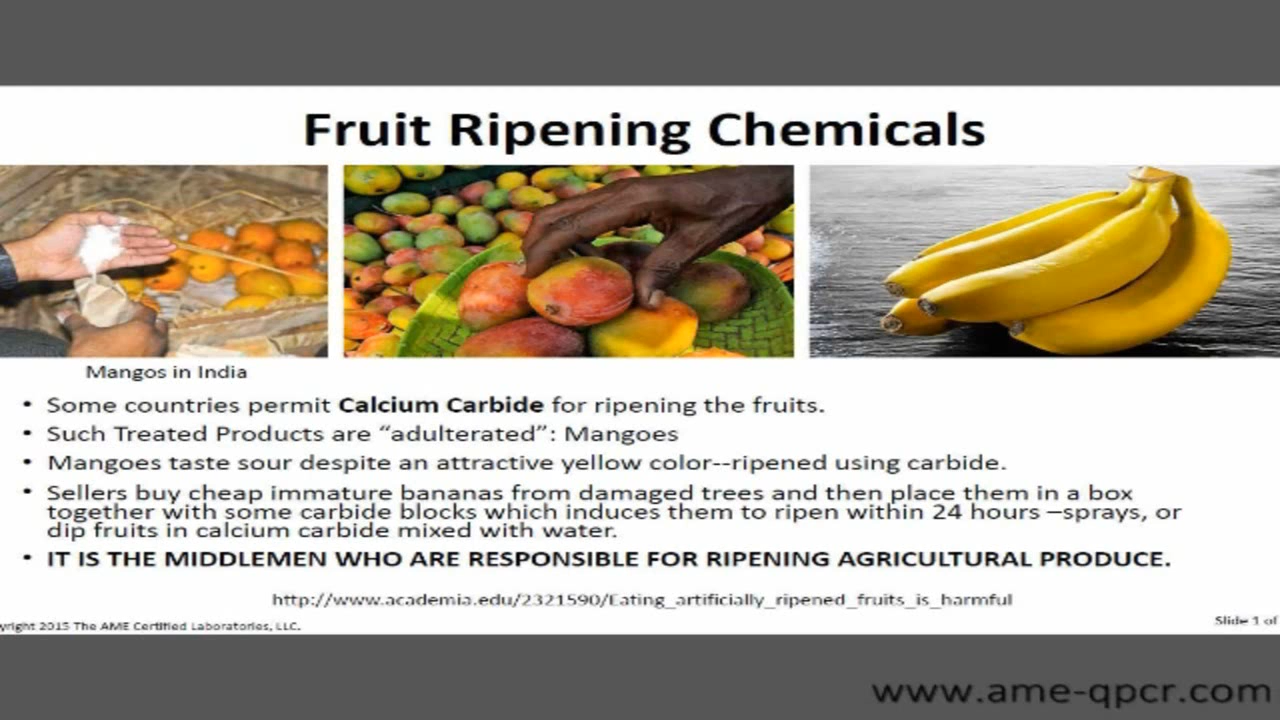 Fruit Ripening Chemicals
Mangos in India
• Some countries permit Calcium Carbide for ripening the fruits.
• Such Treated Products are “adulterated”: Mangoes
• Mangoes taste sour despite an attractive yellow color--ripened using carbide.
• Sellers buy cheap immature bananas from damaged trees and then place them in a box
together with some carbide blocks which induces them to ripen within 24 hours –sprays, or
dip fruits in calcium carbide mixed with water.
• IT IS THE MIDDLEMEN WHO ARE RESPONSIBLE FOR RIPENING AGRICULTURAL PRODUCE.
http://www.academia.edu/2321590/Eating_artificially_ripened_fruits_is_harmful
yright 2015 The AME Certified Laboratories, LLC.
Slide 1 of
www.ame-qpcr.com